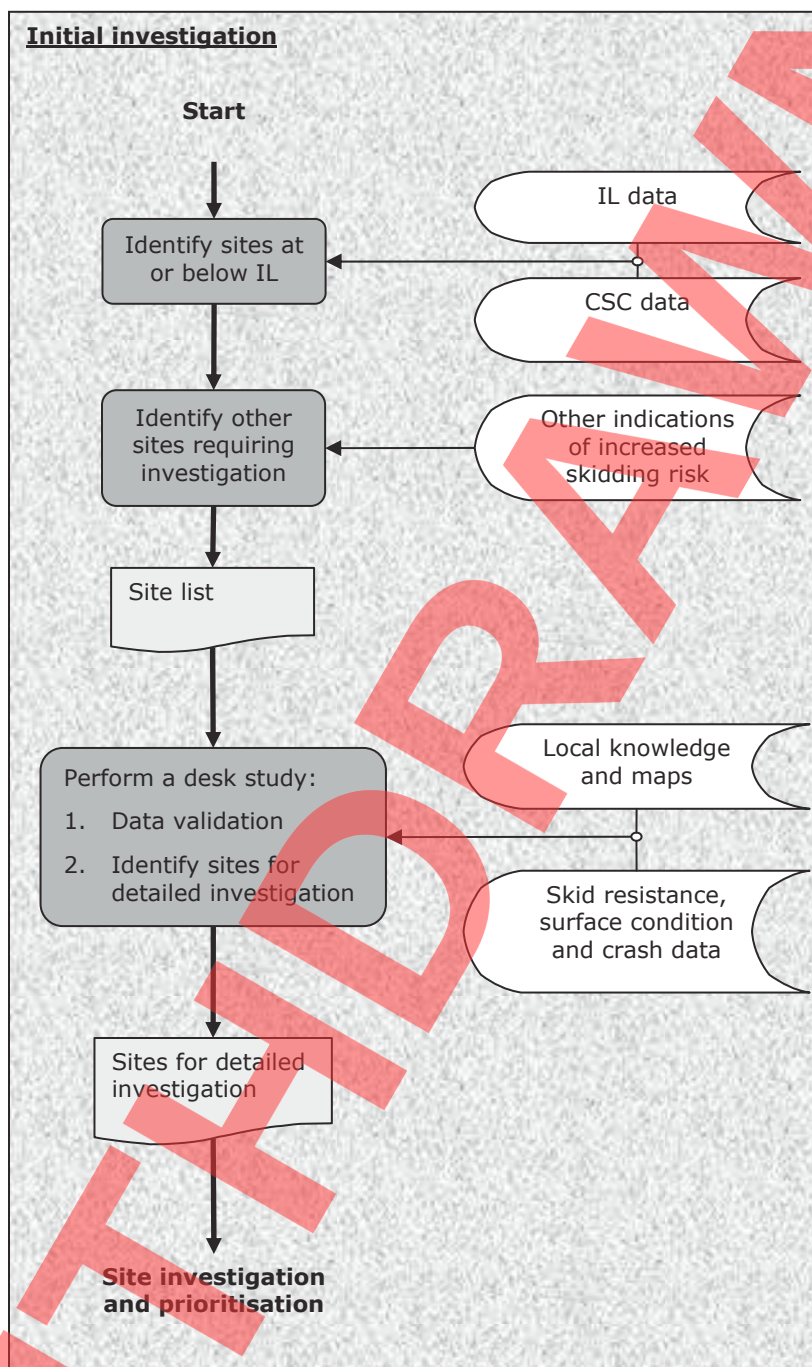 Initial investigation
Start
IL data
Identify sites at
or below IL
CSC data
Identify other
sites requiring
investigation
Other indications
of increased
skidding risk
Site list
Local knowledge
and maps
Perform a desk study:
1. Data validation
2. Identify sites for
detailed investigation
Skid resistance,
surface condition
and crash data
Sites for detailed
investigation
Site investigation
and prioritisation
THDRAW